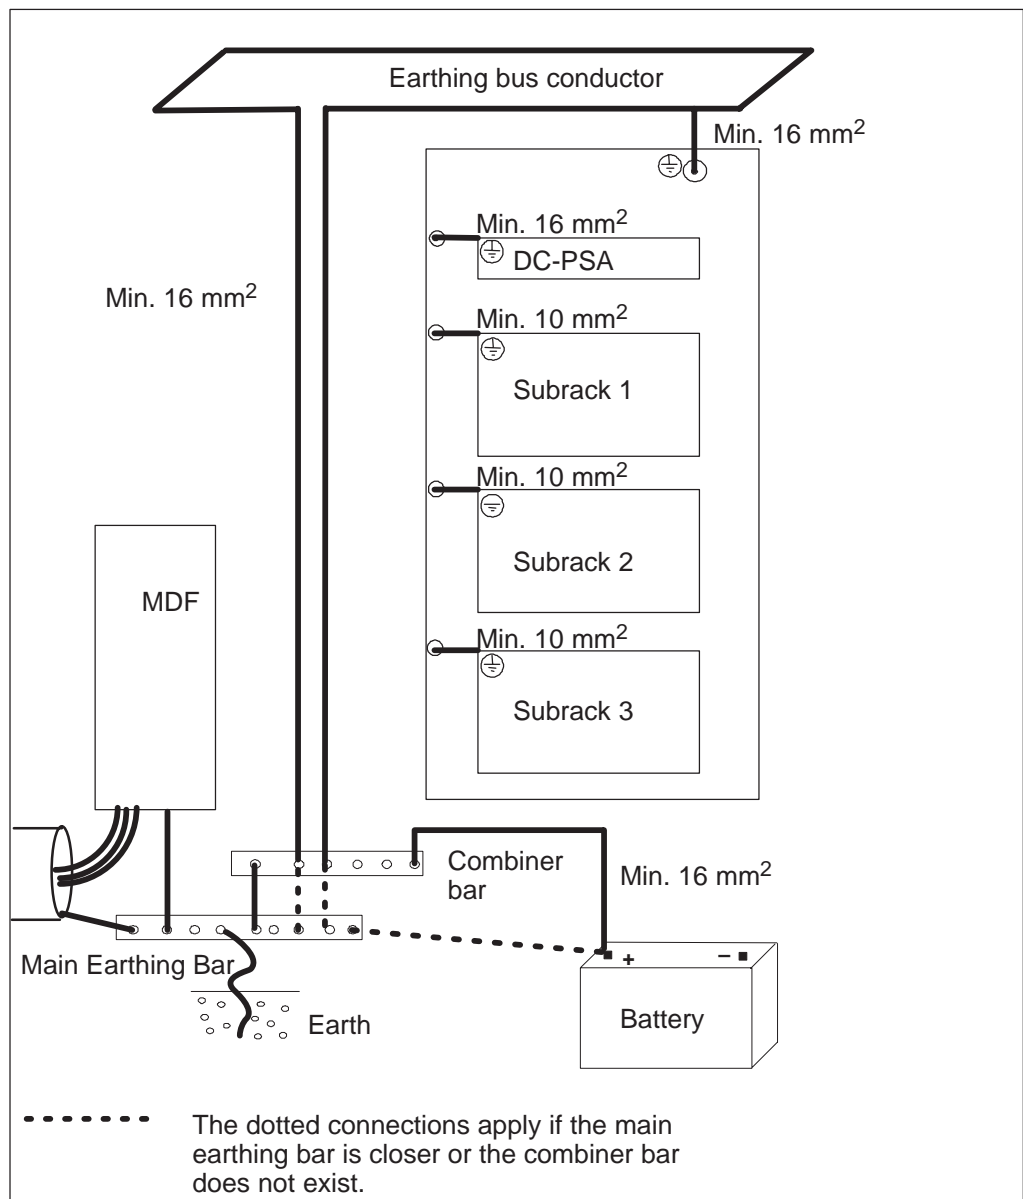 Earthing bus conductor
Min. 16 mm²
Min. 16 mm²
DC-PSA
Min. 16 mm²
Min. 10 mm²
Subrack 1
Min. 10 mm²
Subrack 2
MDF
Min. 10 mm²
Subrack 3
Combiner
bar
Min. 16 mm²
Main Earthing Bar
+
–
Earth
Battery
The dotted connections apply if the main
earthing bar is closer or the combiner bar
does not exist.